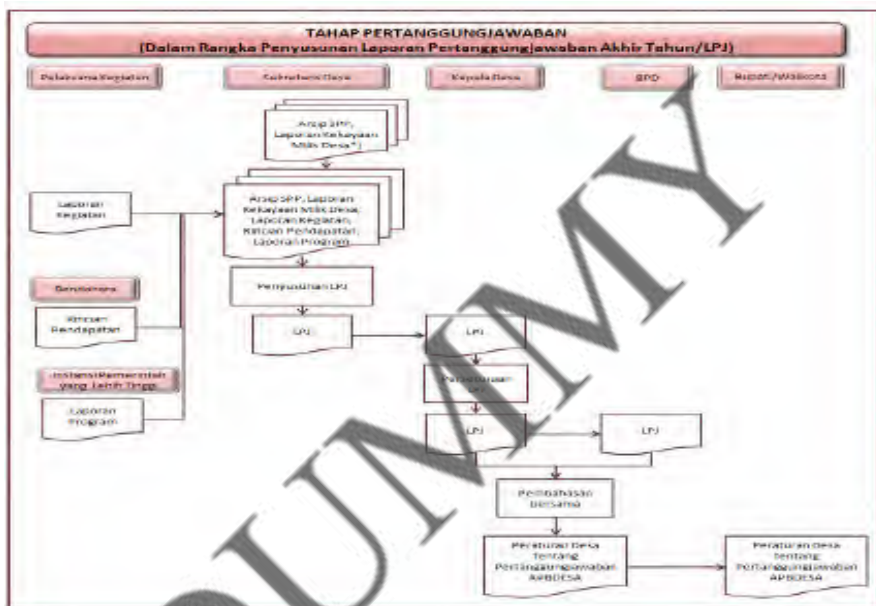 TAHAP PERTANGGUNGJAWABAN
(Dalam Rangka Penyusunan Laporan Pertanggungjawaban Akhir Tahun/LPJ)
Pelaksana Kegiatan
Sekretaris Desa
Kepala Desa
BPD
Bupati/Walikota
Arsip SPP,
Laporan Kekayaan
Milik Desa*)
Laporan
Kegiatan
Arsip SPP, Laporan
Kekayaan Milik Desa,
Laporan Kegiatan,
Rincian Pendapatan,
Laporan Program
Bendahara
Penyusunan LPJ
Rincian
Pendapatan
LPJ
LPJ
Instansi Pemerintah
yang Lebih Tinggi
LPJ
Laporan
Program
LPJ
LPJ
Pembahasan
Bersama
Peraturan Desa
Tentang
Pertanggungjawaban
APBDESA
Peraturan Desa
Tentang
Pertanggungjawaban
APBDESA
DUMMY